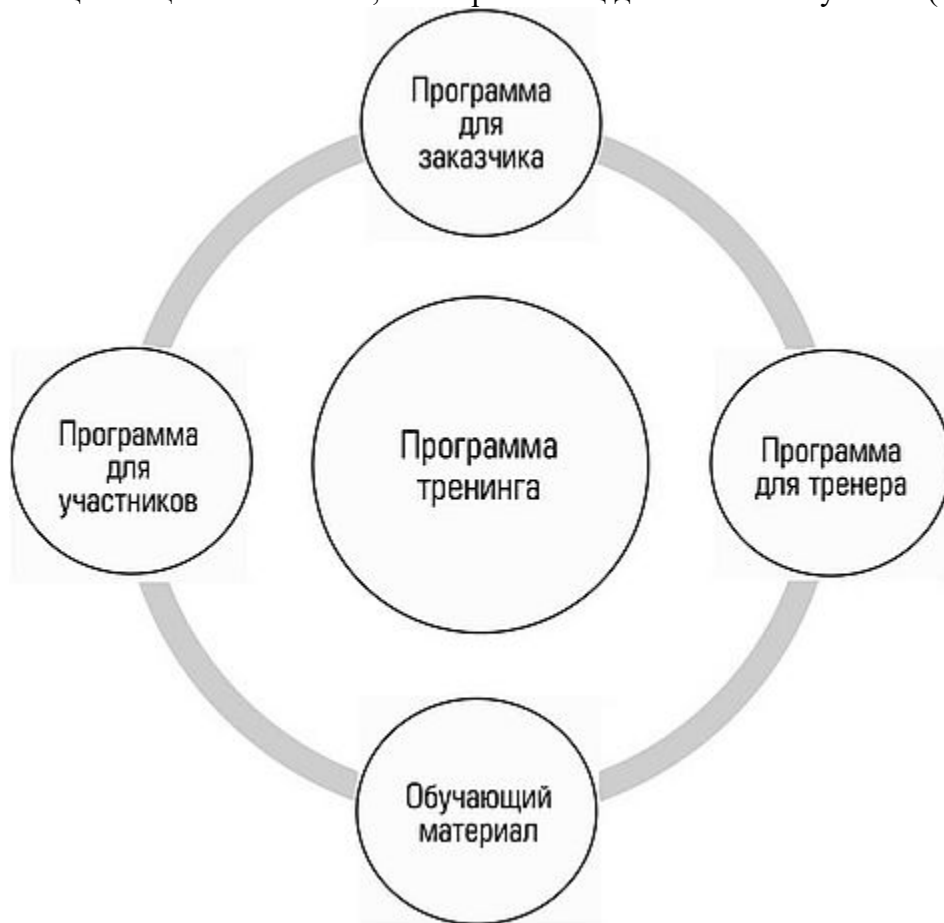 Программа
для
заказчика
Программа
для
участников
Программа
тренинга
Программа
для тренера
Обучающий
материал